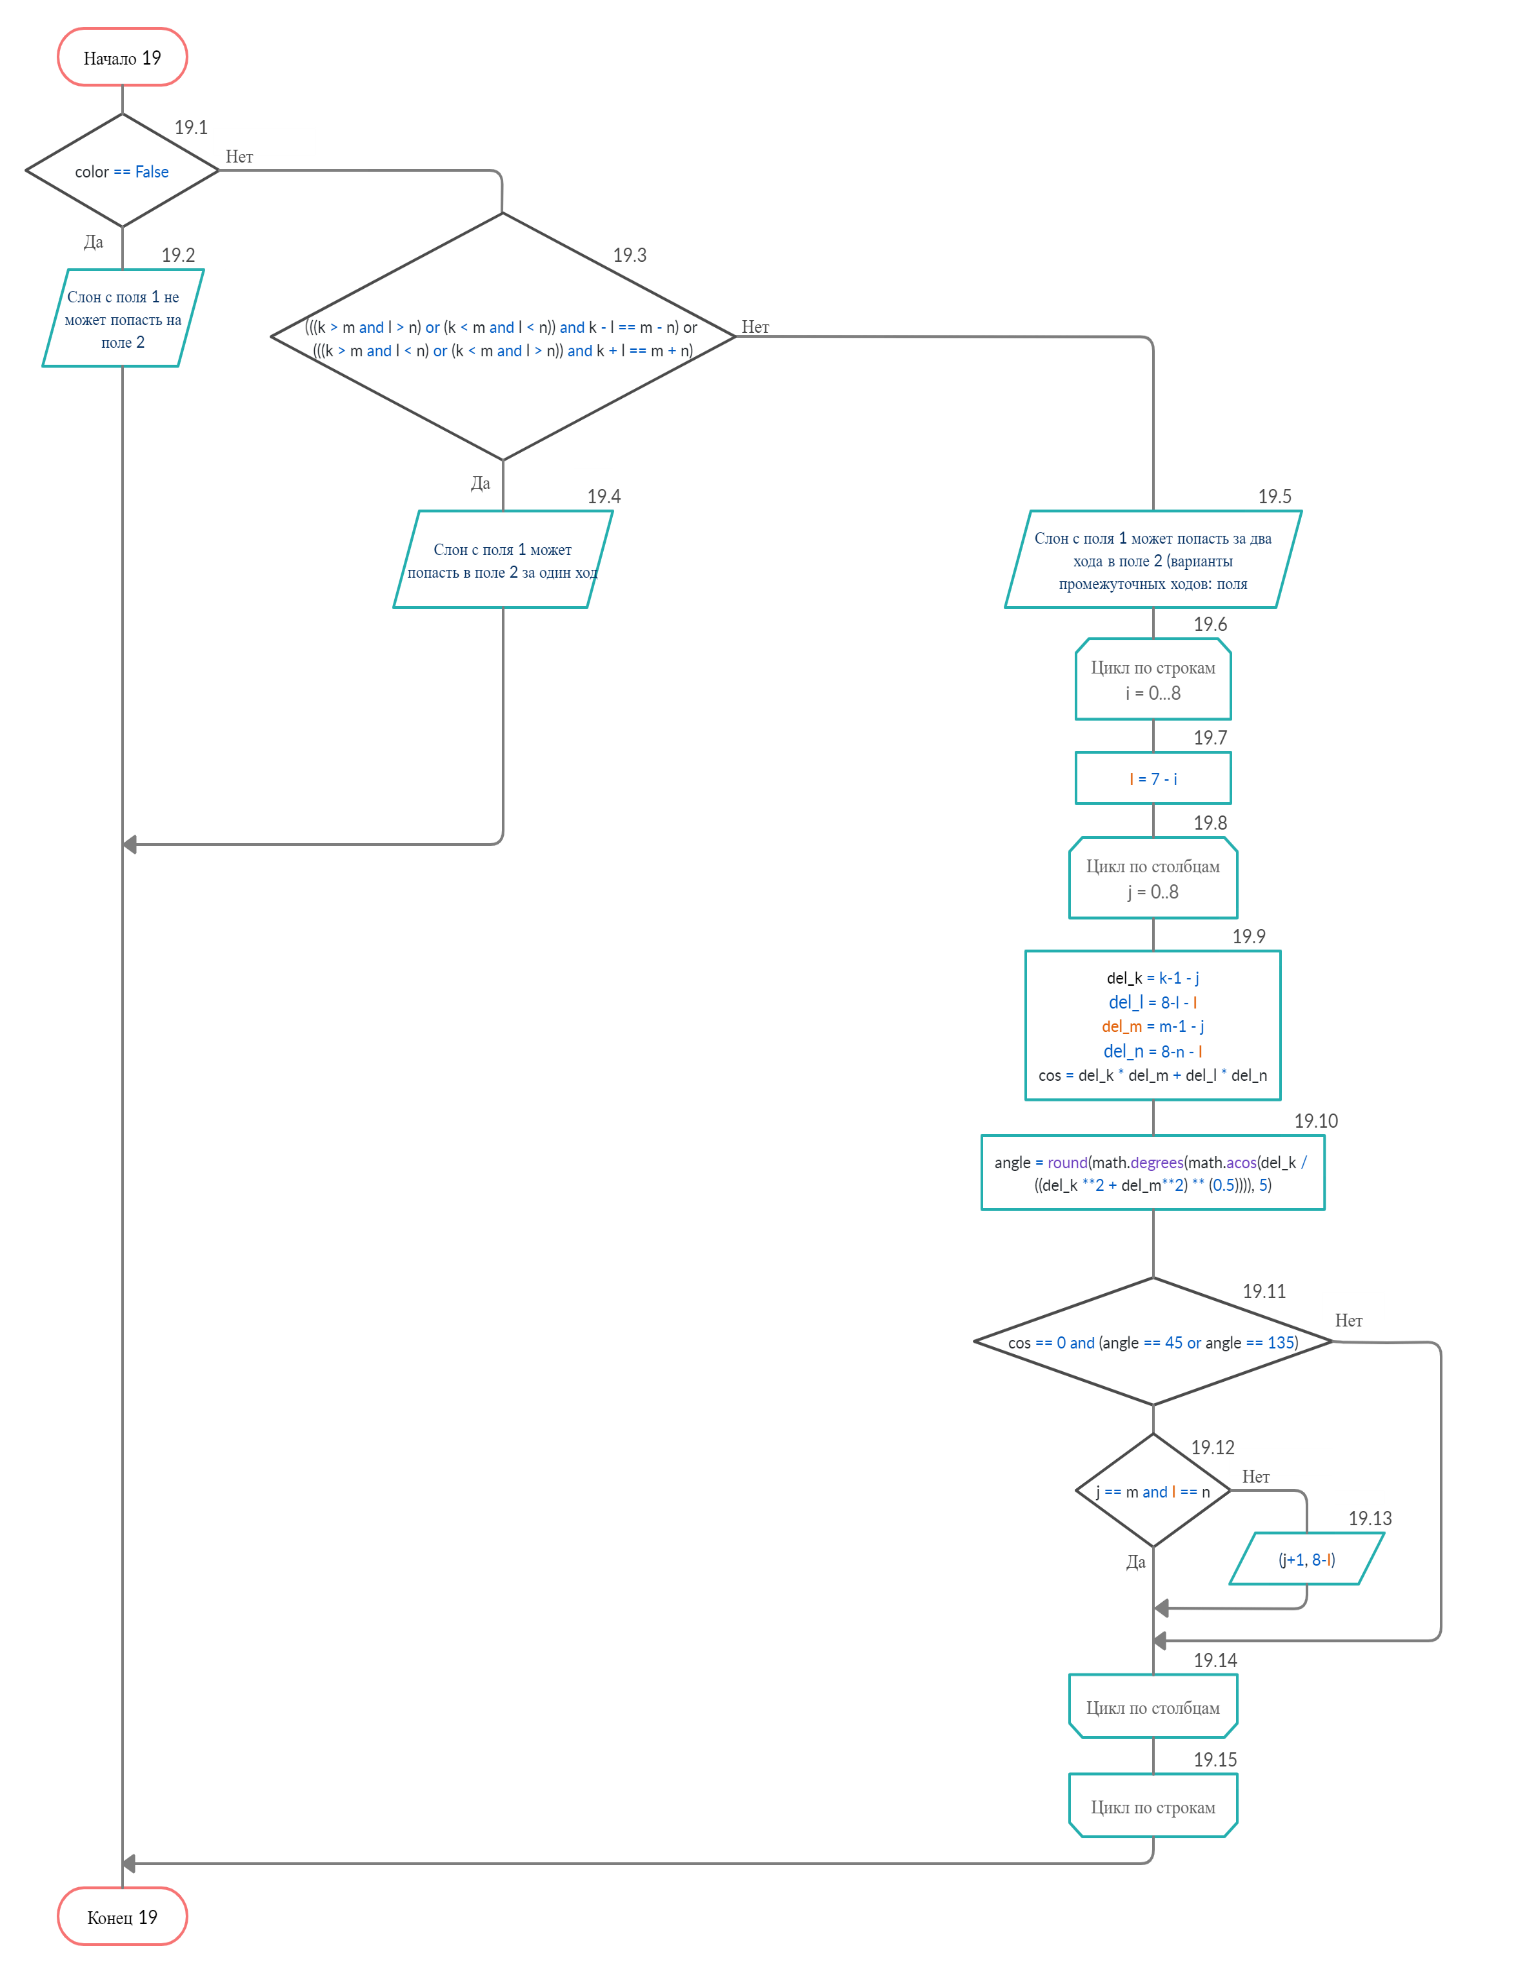 Начало 19
19.1
color == False
Нет
Да
19.2
Слон с поля 1 не
может попасть на
поле 2
19.3
(((k > m and l > n) or (k < m and l < n)) and k - l == m - n) or
(((k > m and l < n) or (k < m and l > n)) and k + l == m + n)
Нет
Да
19.4
Слон с поля 1 может
попасть в поле 2 за один ход
19.5
Слон с поля 1 может попасть за два
хода в поле 2 (варианты
промежуточных ходов: поля
19.6
Цикл по строкам
i = 0...8
19.7
I = 7 - i
19.8
Цикл по столбцам
j = 0..8
19.9
del_k = k-1 - j
del_l = 8-l - I
del_m = m-1 - j
del_n = 8-n - I
cos = del_k * del_m + del_l * del_n
19.10
angle = round(math.degrees(math.acos(del_k /
((del_k **2 + del_m**2) ** (0.5)))), 5)
19.11
cos == 0 and (angle == 45 or angle == 135)
Нет
19.12
j == m and I == n
Нет
Да
19.13
(j+1, 8-I)
19.14
Цикл по столбцам
19.15
Цикл по строкам
Конец 19